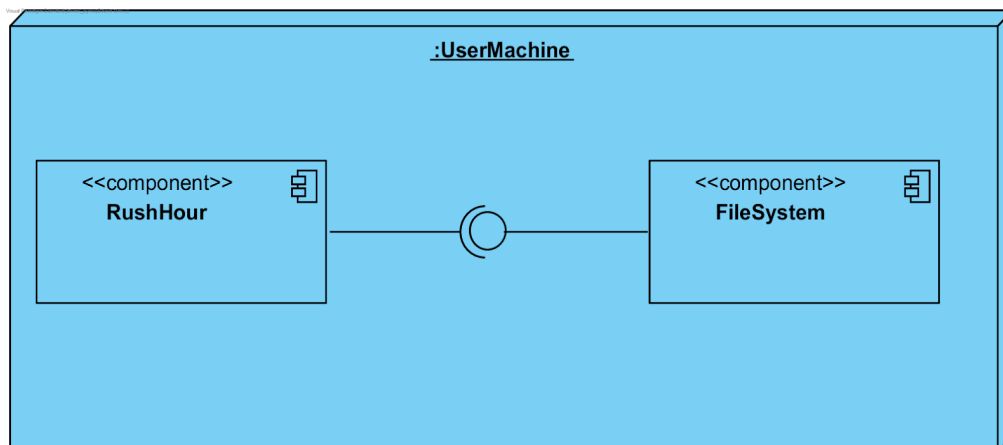 :UserMachine
<<component>>
RushHour
<<component>>
FileSystem